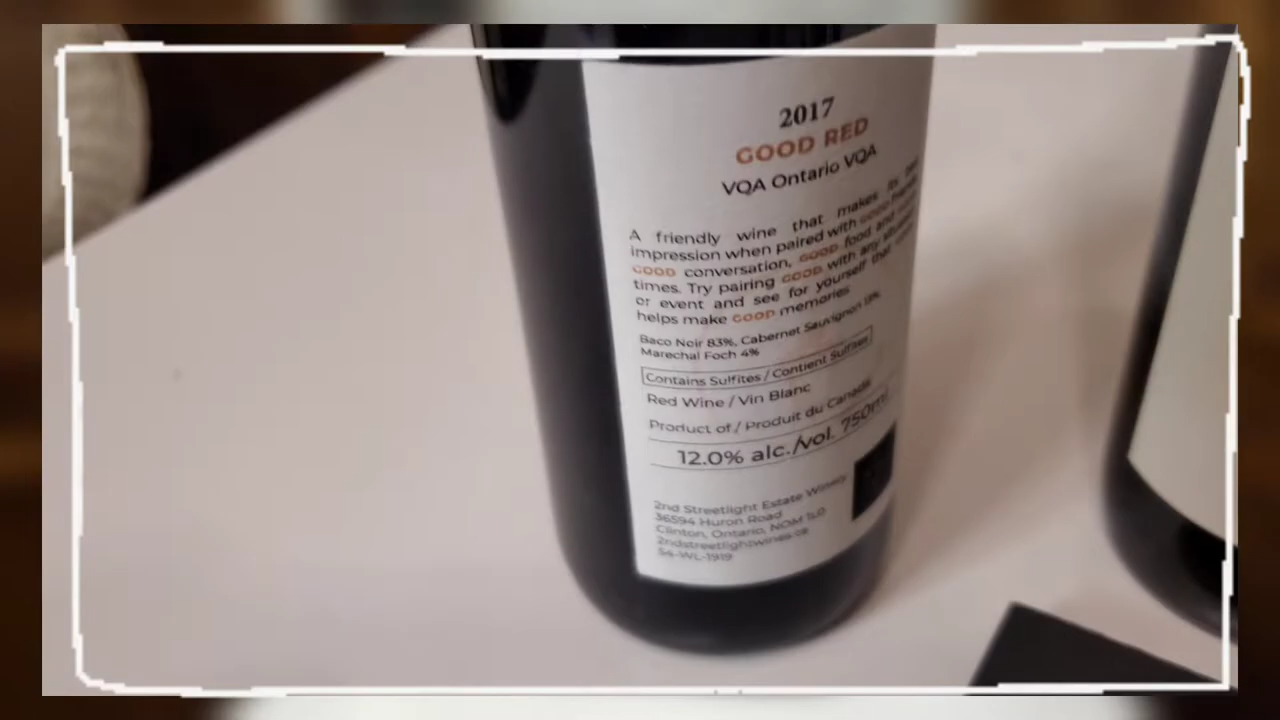 2017
GOOD RED
VQA Ontario VQA
A friendly wine that makes its best
impression when paired with GOOD friends,
GOOD conversation, GOOD food and
times. Try pairing GOOD with any situation
or event and see for yourself that
helps make GOOD memories
Baco Noir 83%, Cabernet Sauvignon 13%
Marechal Foch 4%
Contains Sulfites / Contient Sulfites
Red Wine / Vin Blanc
Product of / Produit du Canada
12.0% alc./vol. 750ml
2nd Streetlight Estate Winery
36594 Huron Road
Clinton, Ontario, N0M 1L0
2ndstreetlightwines.ca
54-WL-1919